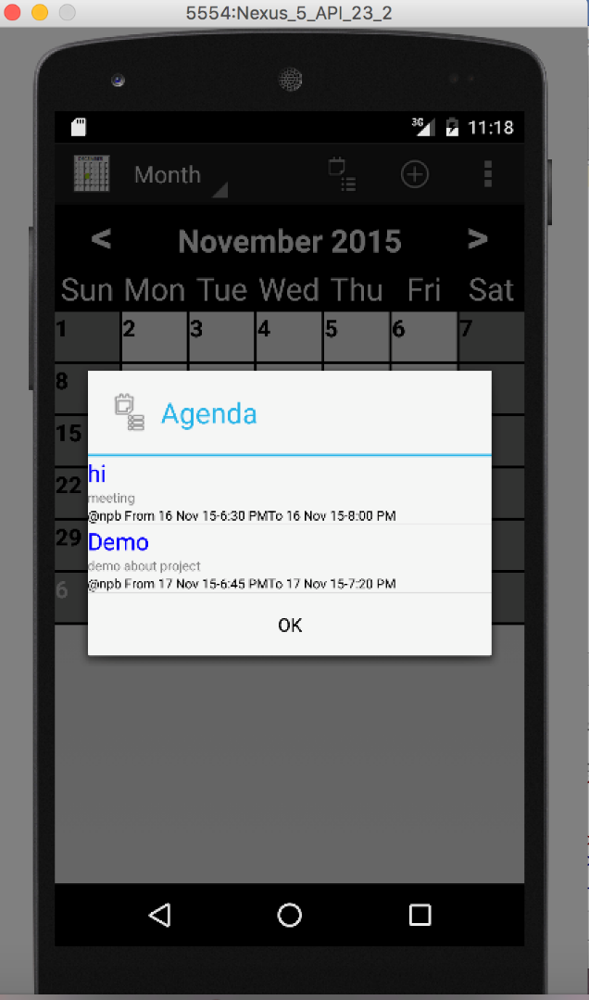 5554:Nexus_5_API_23_2
3G 11:18
Month
< November 2015 >
Sun Mon Tue Wed Thu Fri Sat
1 2 3 4 5 6 7
8
Agenda
15
hi
22
meeting
@npb From 16 Nov 15-6:30 PMTo 16 Nov 15-8:00 PM
29
Demo
demo about project
@npb From 17 Nov 15-6:45 PMTo 17 Nov 15-7:20 PM
6
OK